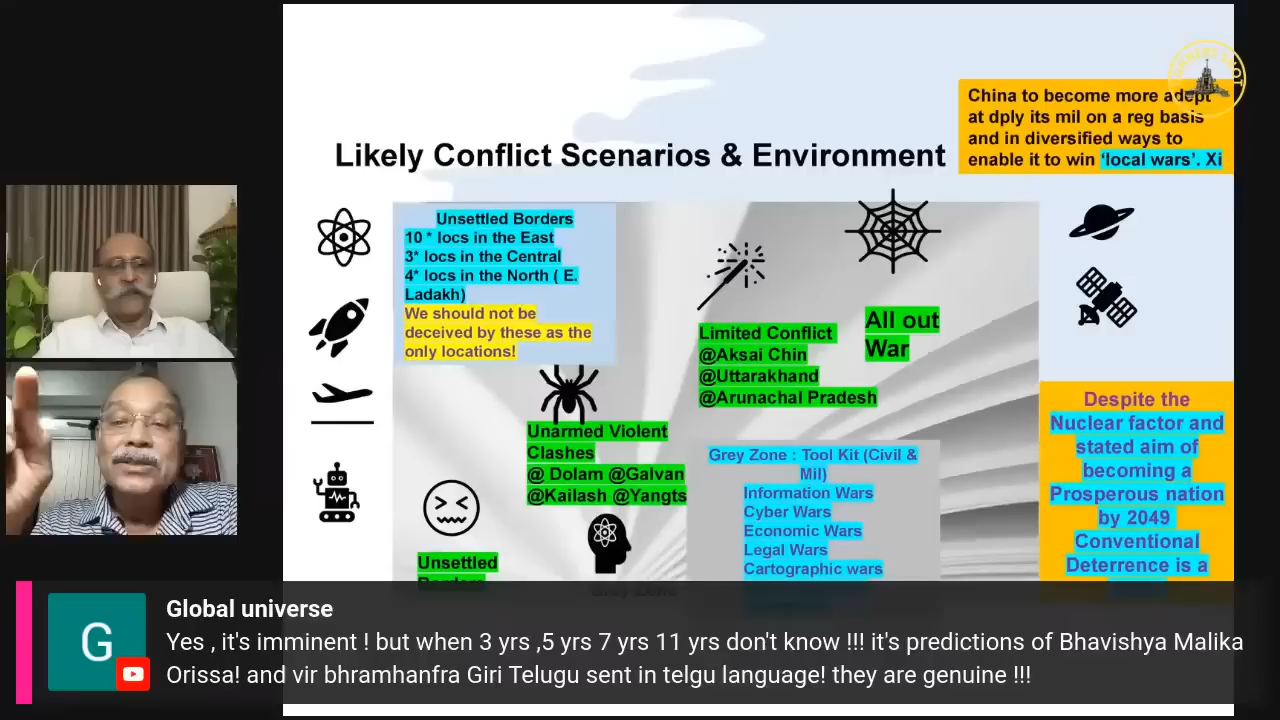 China to become more adept
at dply its mil on a reg basis
and in diversified ways to
enable it to win ‘local wars’. Xi
Likely Conflict Scenarios & Environment
Unsettled Borders
10 * locs in the East
3* locs in the Central
4* locs in the North ( E.
Ladakh)
We should not be
deceived by these as the
only locations!
All out
War
Limited Conflict
@Aksai Chin
@Uttarakhand
@Arunachal Pradesh
Unarmed Violent
Clashes
@ Dolam @Galvan
@Kailash @Yangts
Grey Zone : Tool Kit (Civil &
Mil)
Information Wars
Cyber Wars
Economic Wars
Legal Wars
Cartographic wars
Despite the
Nuclear factor and
stated aim of
becoming a
Prosperous nation
by 2049
Conventional
Deterrence is a
Unsettled
Borders
Grey Zone
G
Global universe
Yes , it's imminent ! but when 3 yrs ,5 yrs 7 yrs 11 yrs don't know !!! it's predictions of Bhavishya Malika
Orissa! and vir bhramhanfra Giri Telugu sent in telgu language! they are genuine !!!